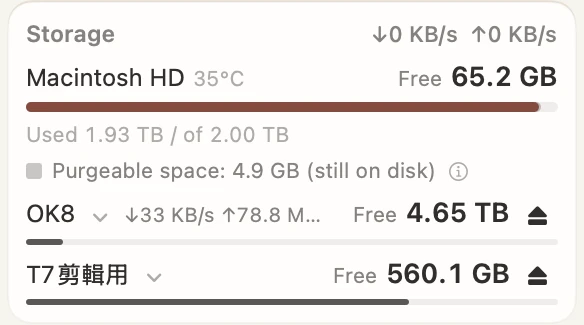 Storage ↓0 KB/s ↑0 KB/s
Macintosh HD 35°C Free 65.2 GB
Used 1.93 TB / of 2.00 TB
Purgeable space: 4.9 GB (still on disk)
OK8 ↓33 KB/s ↑78.8 M... Free 4.65 TB
T7剪輯用 Free 560.1 GB